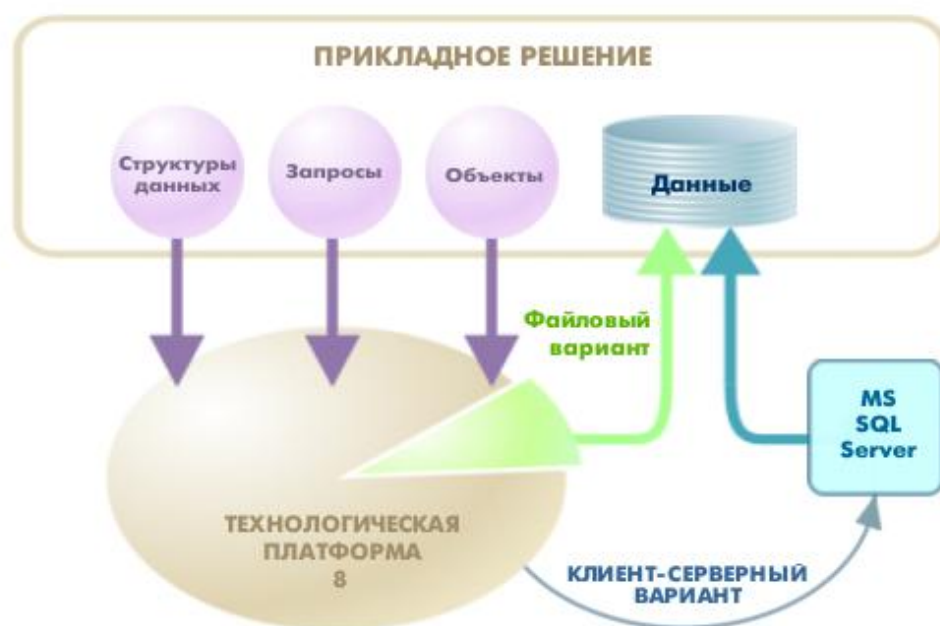 ПРИКЛАДНОЕ РЕШЕНИЕ
Структуры
данных
Запросы
Объекты
Данные
Файловый
вариант
MS
SQL
Server
ТЕХНОЛОГИЧЕСКАЯ
ПЛАТФОРМА
8
КЛИЕНТ-СЕРВЕРНЫЙ
ВАРИАНТ